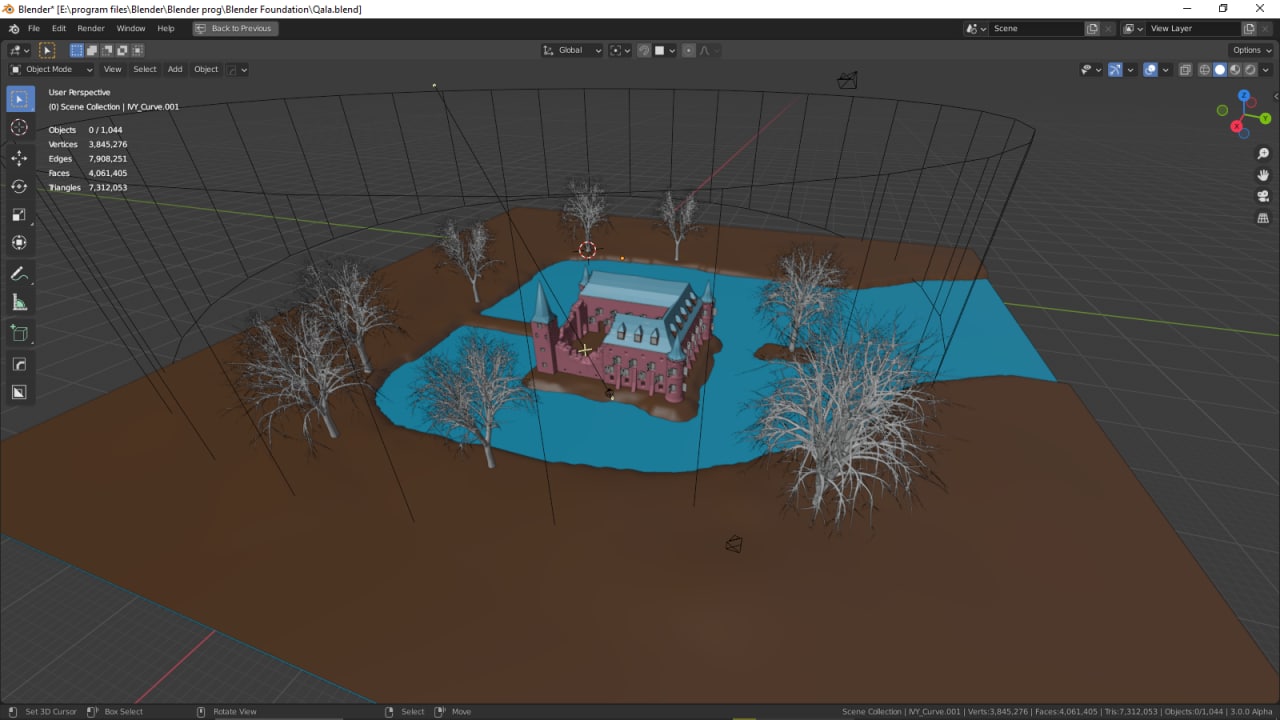 Blender* [E:\program files\Blender\Blender prog\Blender Foundation\Qala.blend]
File Edit Render Window Help Back to Previous Scene View Layer
Global Options
Object Mode View Select Add Object
User Perspective
(0) Scene Collection | IVY_Curve.001
Objects 0 / 1,044
Vertices 3,845,276
Edges 7,908,251
Faces 4,061,405
Triangles 7,312,053
Z
Y
X
Set 3D Cursor Box Select Rotate View Select Move Scene Collection | IVY_Curve.001 | Verts:3,845,276 | Faces:4,061,405 | Tris:7,312,053 | Objects:0/1,044 | 3.0.0 Alpha